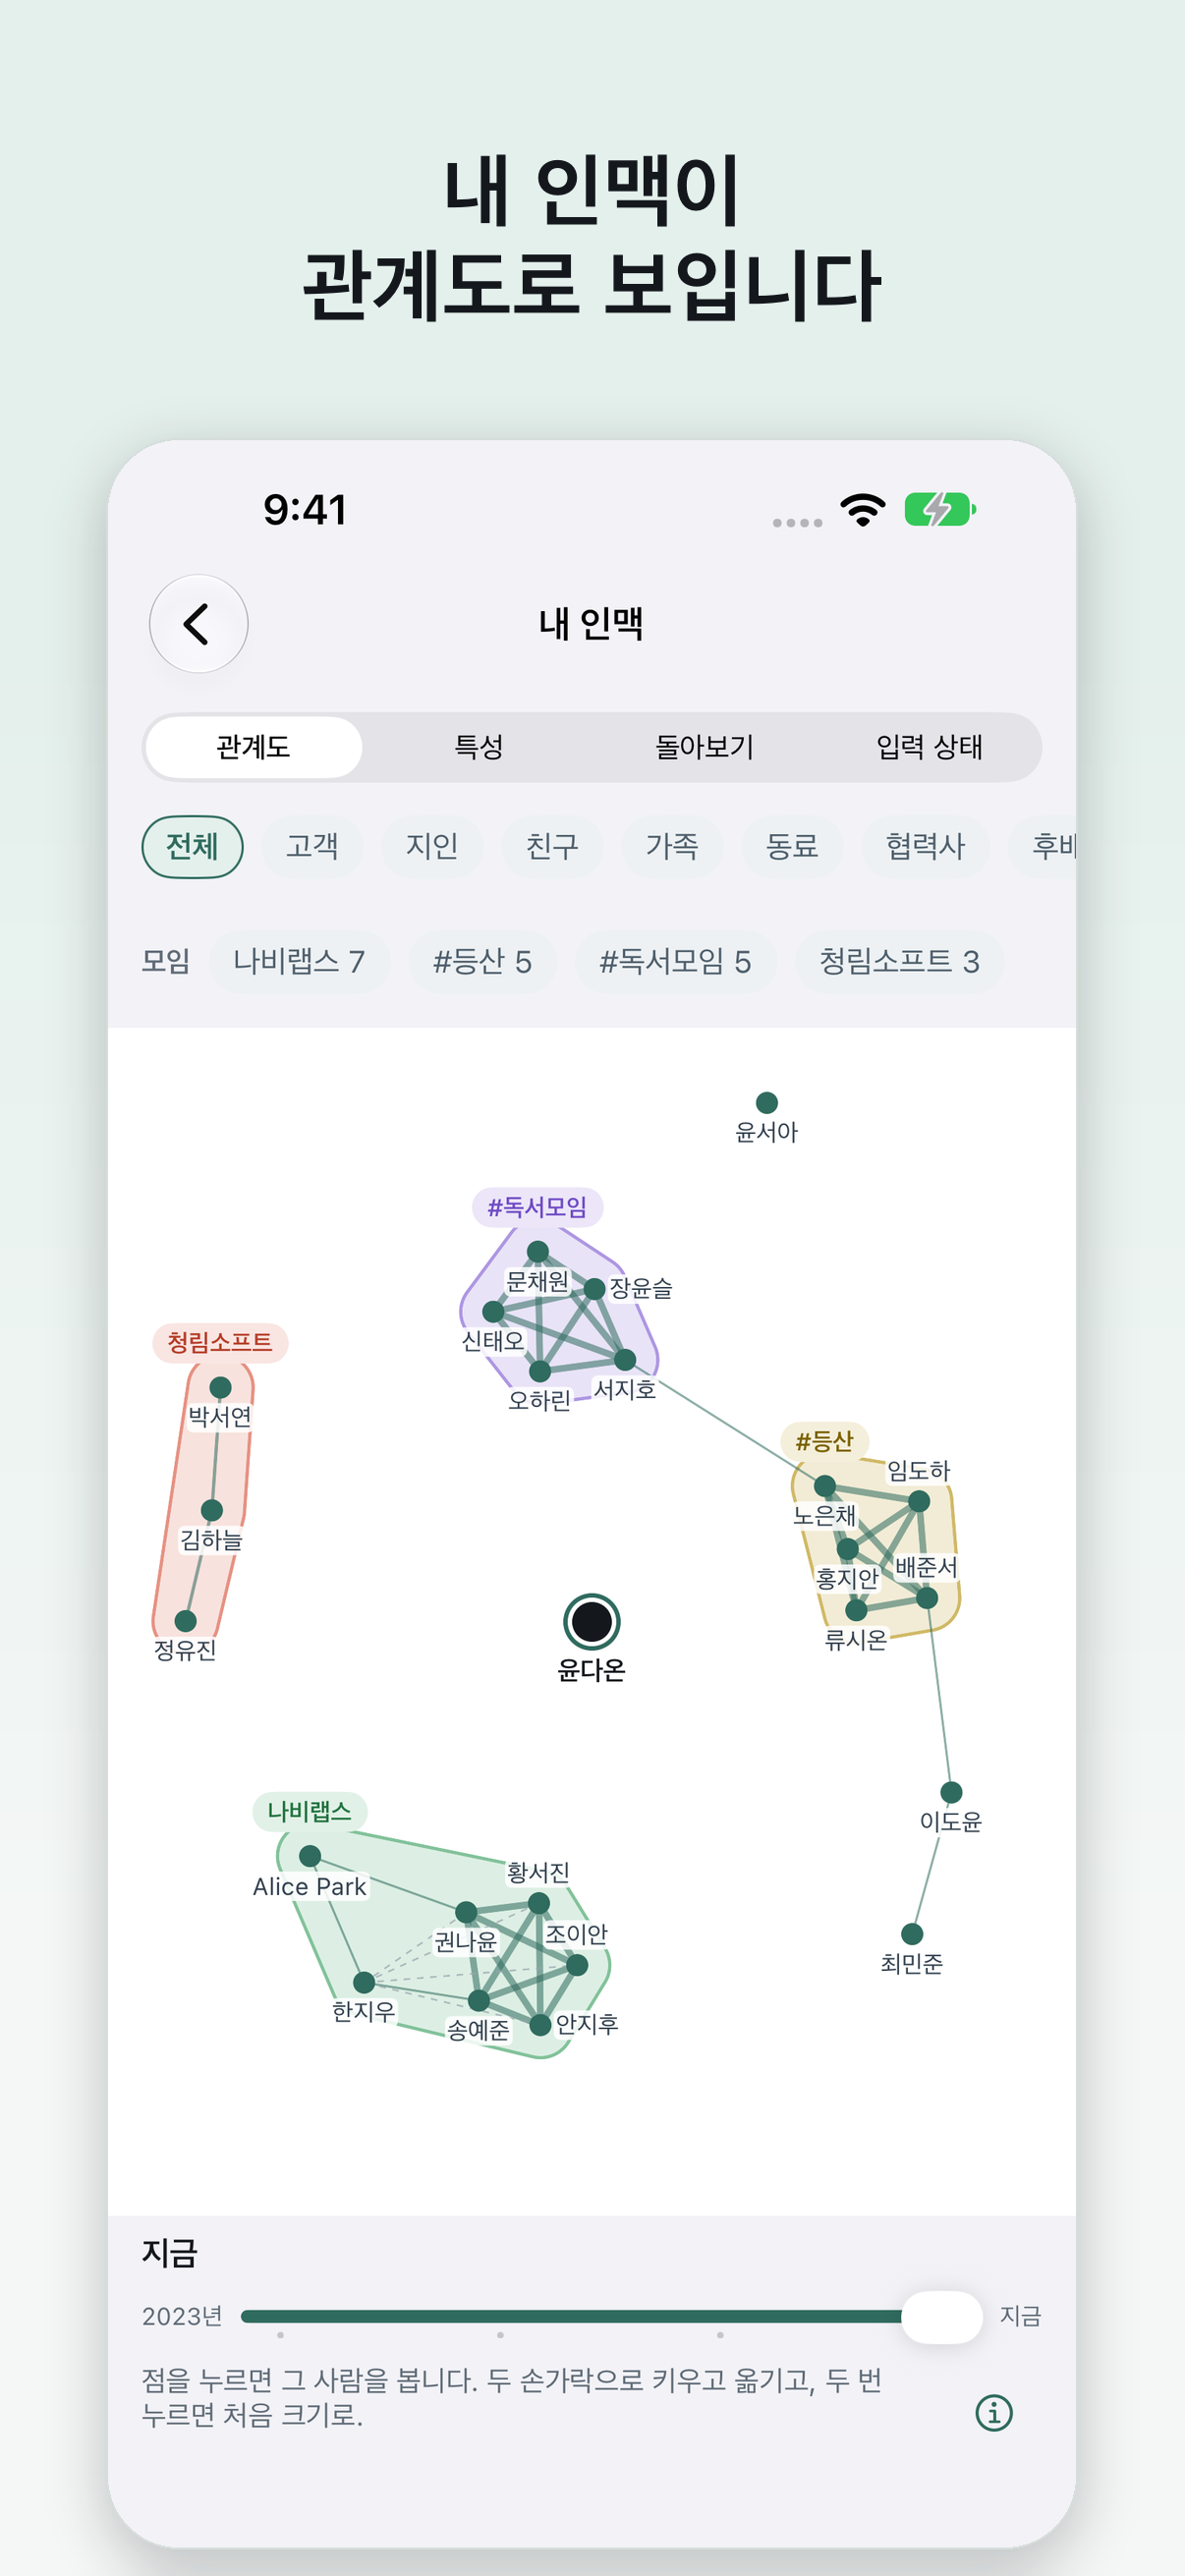 내 인맥이
관계도로 보입니다
9:41
내 인맥
관계도 특성 돌아보기 입력 상태
전체 고객 지인 친구 가족 동료 협력사
모임 나비랩스 7 #등산 5 #독서모임 5 청림소프트 3
윤서아
#독서모임
문채원
장윤슬
신태오
서지호
오하린
청림소프트
박서연
김하늘
정유진
#등산
임도하
노은채
배준서
홍지안
류시온
윤다온
이도윤
최민준
나비랩스
Alice Park
황서진
조이안
권나윤
한지우
송예준
안지후
지금
2023년 지금
점을 누르면 그 사람을 봅니다. 두 손가락으로 키우고 옮기고, 두 번
누르면 처음 크기로.